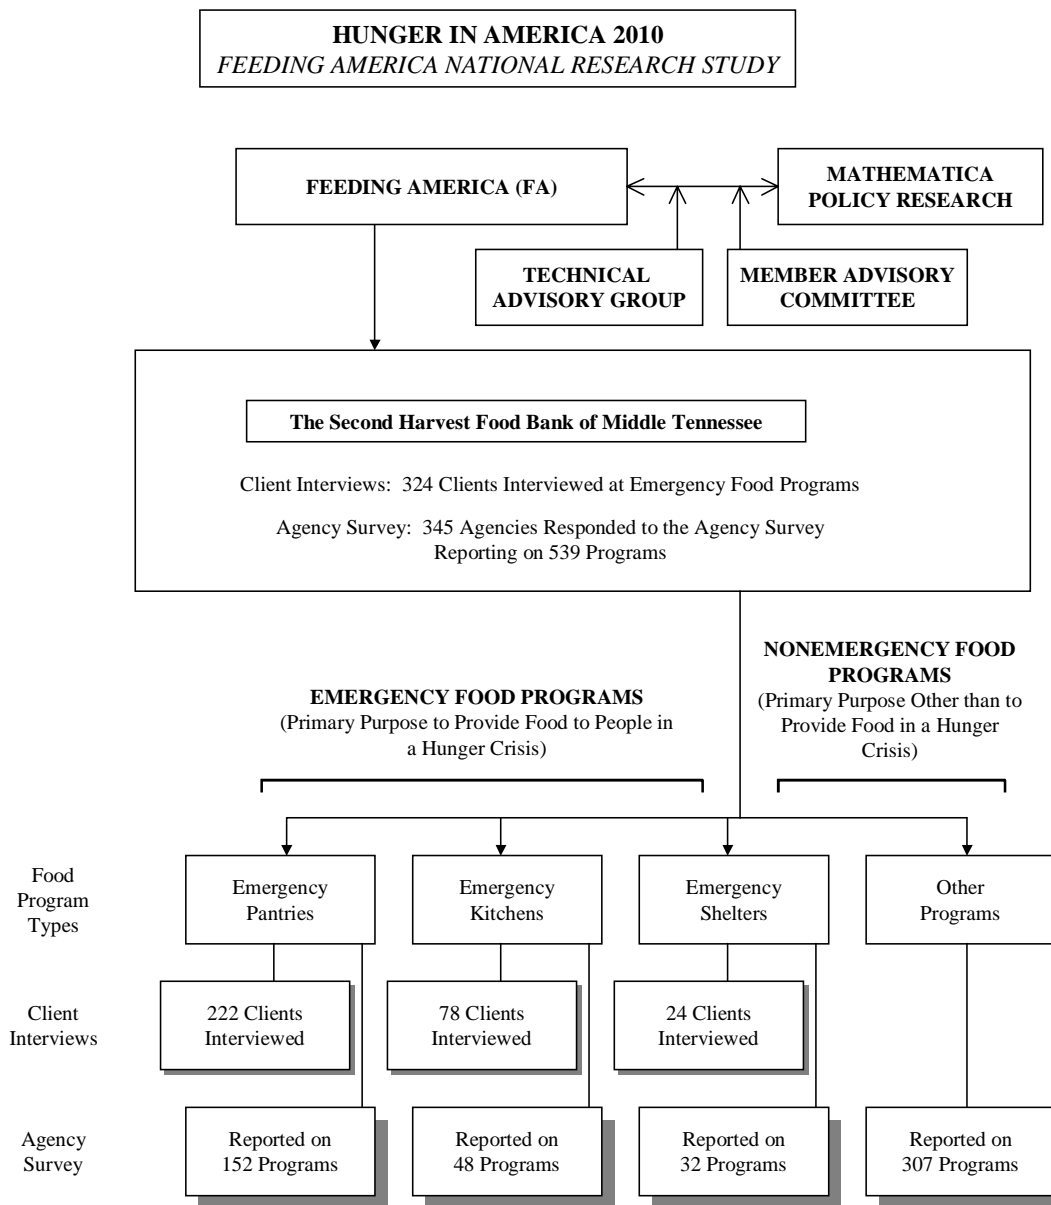 HUNGER IN AMERICA 2010
FEEDING AMERICA NATIONAL RESEARCH STUDY
FEEDING AMERICA (FA)
MATHEMATICA
POLICY RESEARCH
TECHNICAL
ADVISORY GROUP
MEMBER ADVISORY
COMMITTEE
The Second Harvest Food Bank of Middle Tennessee
Client Interviews: 324 Clients Interviewed at Emergency Food Programs
Agency Survey: 345 Agencies Responded to the Agency Survey
Reporting on 539 Programs
EMERGENCY FOOD PROGRAMS
(Primary Purpose to Provide Food to People in
a Hunger Crisis)
NONEMERGENCY FOOD
PROGRAMS
(Primary Purpose Other than to
Provide Food in a Hunger
Crisis)
Food
Program
Types
Emergency
Pantries
Emergency
Kitchens
Emergency
Shelters
Other
Programs
Client
Interviews
222 Clients
Interviewed
78 Clients
Interviewed
24 Clients
Interviewed
Agency
Survey
Reported on
152 Programs
Reported on
48 Programs
Reported on
32 Programs
Reported on
307 Programs